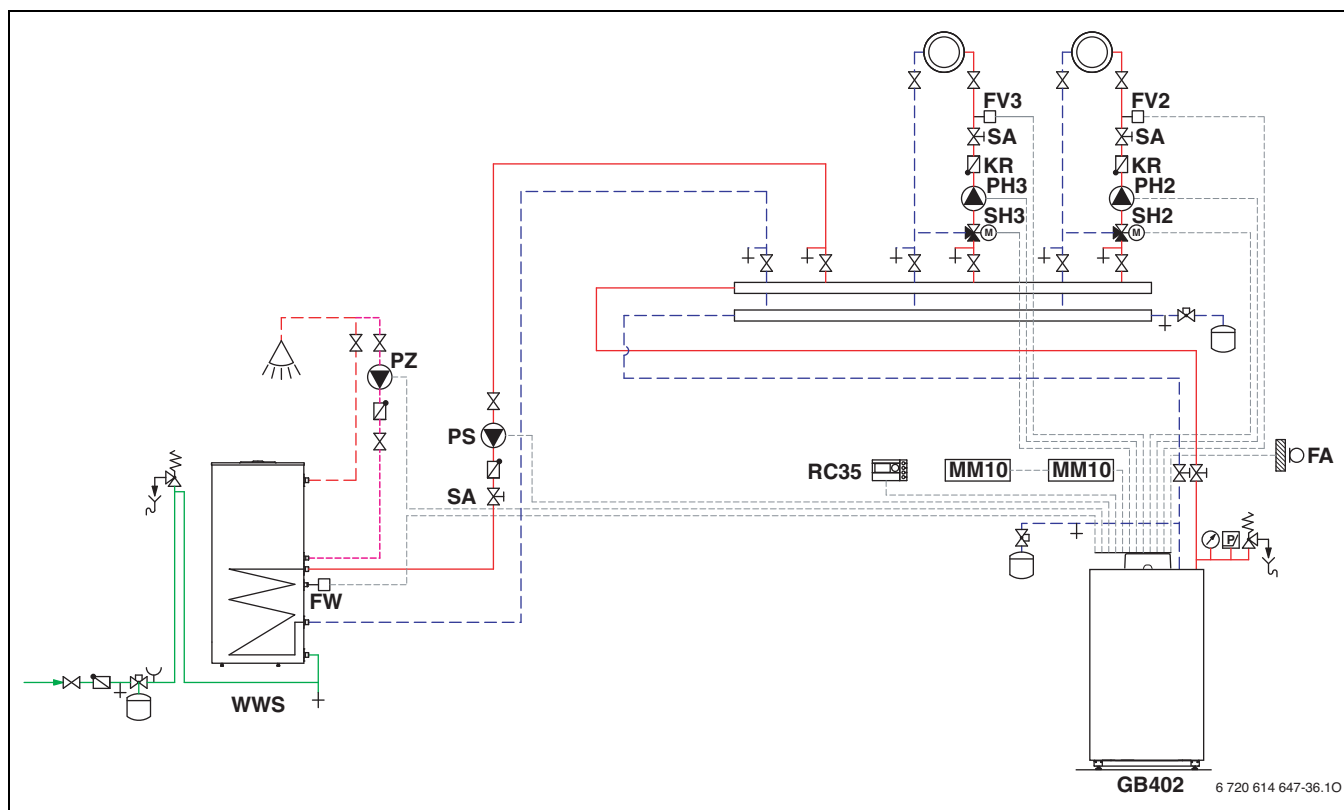 FV3
FV2
SA
SA
KR
KR
PH3
PH2
SH3
SH2
M
M
PZ
PS
RC35
MM10
MM10
FA
SA
P
FW
WWS
GB402
6 720 614 647-36.1O